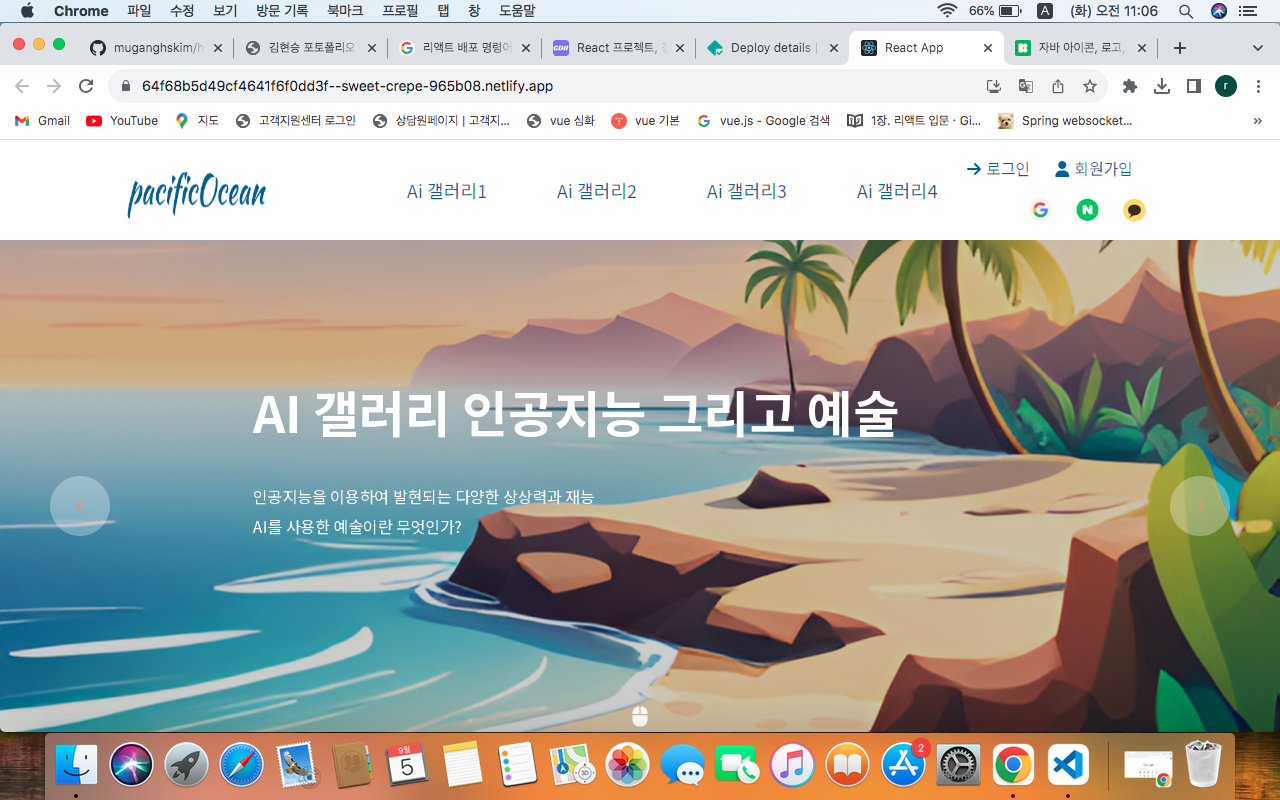 Chrome 파일 수정 보기 방문 기록 북마크 프로필 탭 창 도움말 66% A (화) 오전 11:06
muganghskim/h 김현승 포토폴리오 리액트 배포 명령어 GDH React 프로젝트, Deploy details React App 자바 아이콘, 로고,
64f68b5d49cf4641f6f0dd3f--sweet-crepe-965b08.netlify.app r
Gmail YouTube 지도 고객지원센터 로그인 상담원페이지 | 고객지... vue 심화 vue 기본 vue.js - Google 검색 1장. 리액트 입문 · Gi... Spring websocket... »
→ 로그인 회원가입
pacificOcean Ai 갤러리1 Ai 갤러리2 Ai 갤러리3 Ai 갤러리4
G N
AI 갤러리 인공지능 그리고 예술
인공지능을 이용하여 발현되는 다양한 상상력과 재능
AI를 사용한 예술이란 무엇인가?
9월
5
3D
2